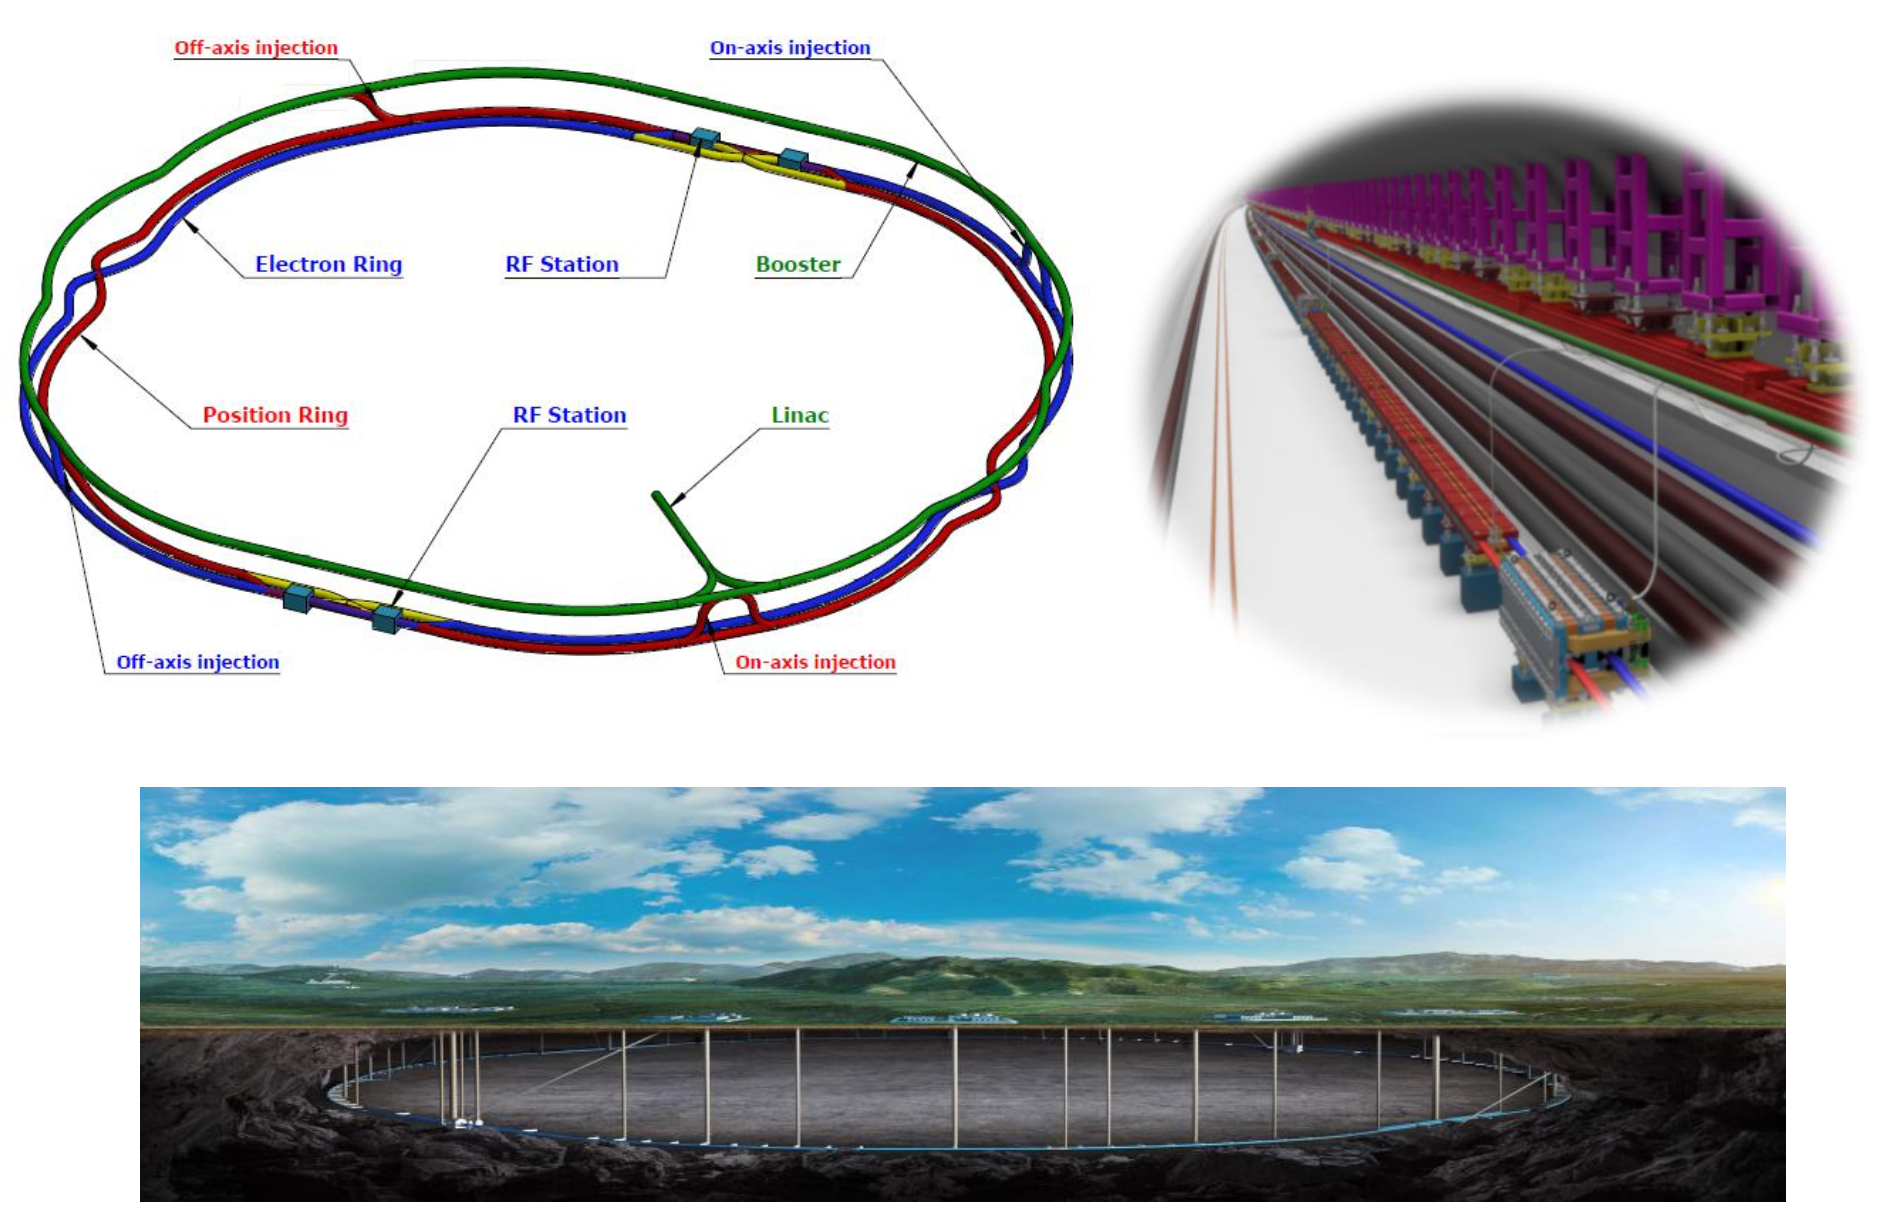 Off-axis injection
On-axis injection
Electron Ring
RF Station
Booster
Position Ring
RF Station
Linac
Off-axis injection
On-axis injection